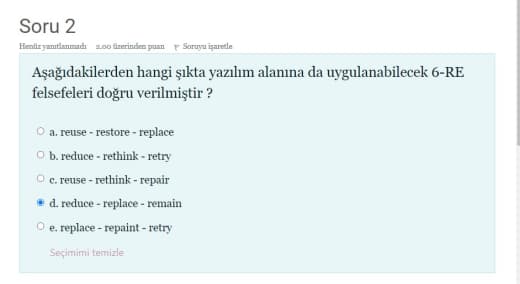 Soru 2
Henüz yanıtlanmadı 2,00 üzerinden puan Soruyu işaretle
Aşağıdakilerden hangi şıkta yazılım alanına da uygulanabilecek 6-RE
felsefeleri doğru verilmiştir ?
a. reuse - restore - replace
b. reduce - rethink - retry
c. reuse - rethink - repair
d. reduce - replace - remain
e. replace - repaint - retry
Seçimimi temizle